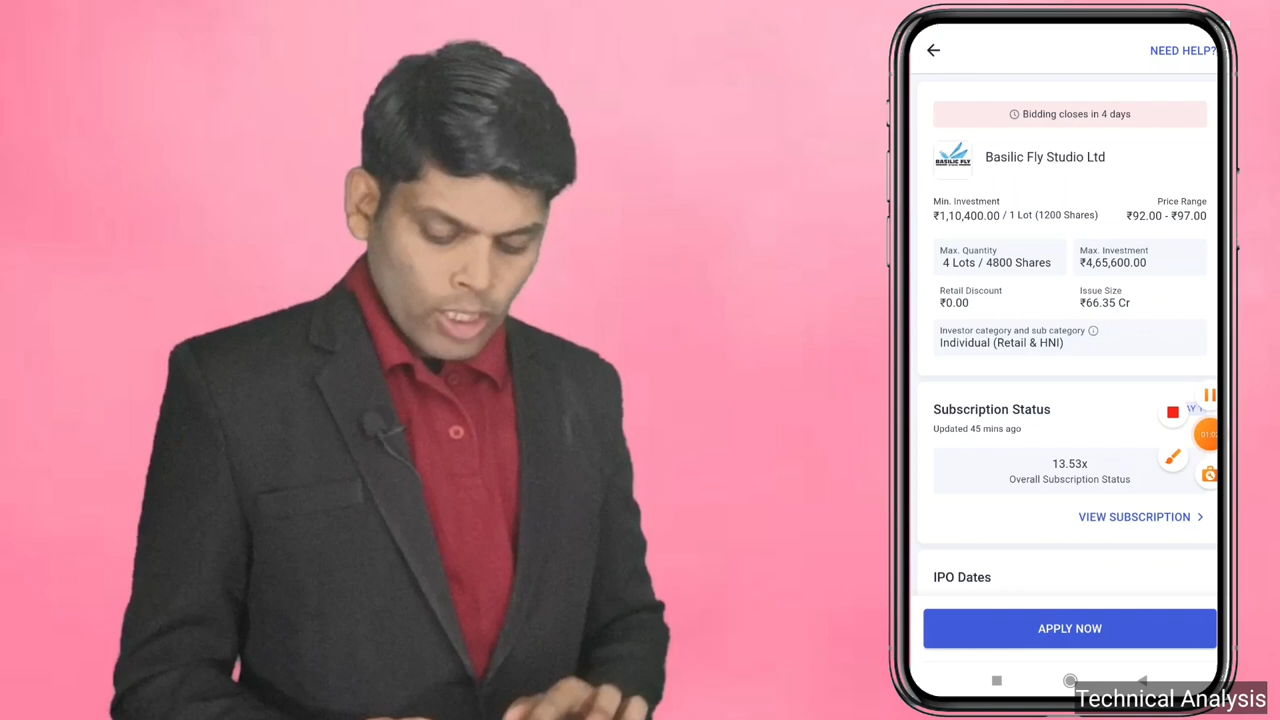 NEED HELP?
Bidding closes in 4 days
BASILIC FLY
Basilic Fly Studio Ltd
Min. Investment
₹1,10,400.00 / 1 Lot (1200 Shares)
Price Range
₹92.00 - ₹97.00
Max. Quantity
4 Lots / 4800 Shares
Max. Investment
₹4,65,600.00
Retail Discount
₹0.00
Issue Size
₹66.35 Cr
Investor category and sub category
Individual (Retail & HNI)
Subscription Status
Updated 45 mins ago
13.53x
Overall Subscription Status
VIEW SUBSCRIPTION
IPO Dates
APPLY NOW
Technical Analysis